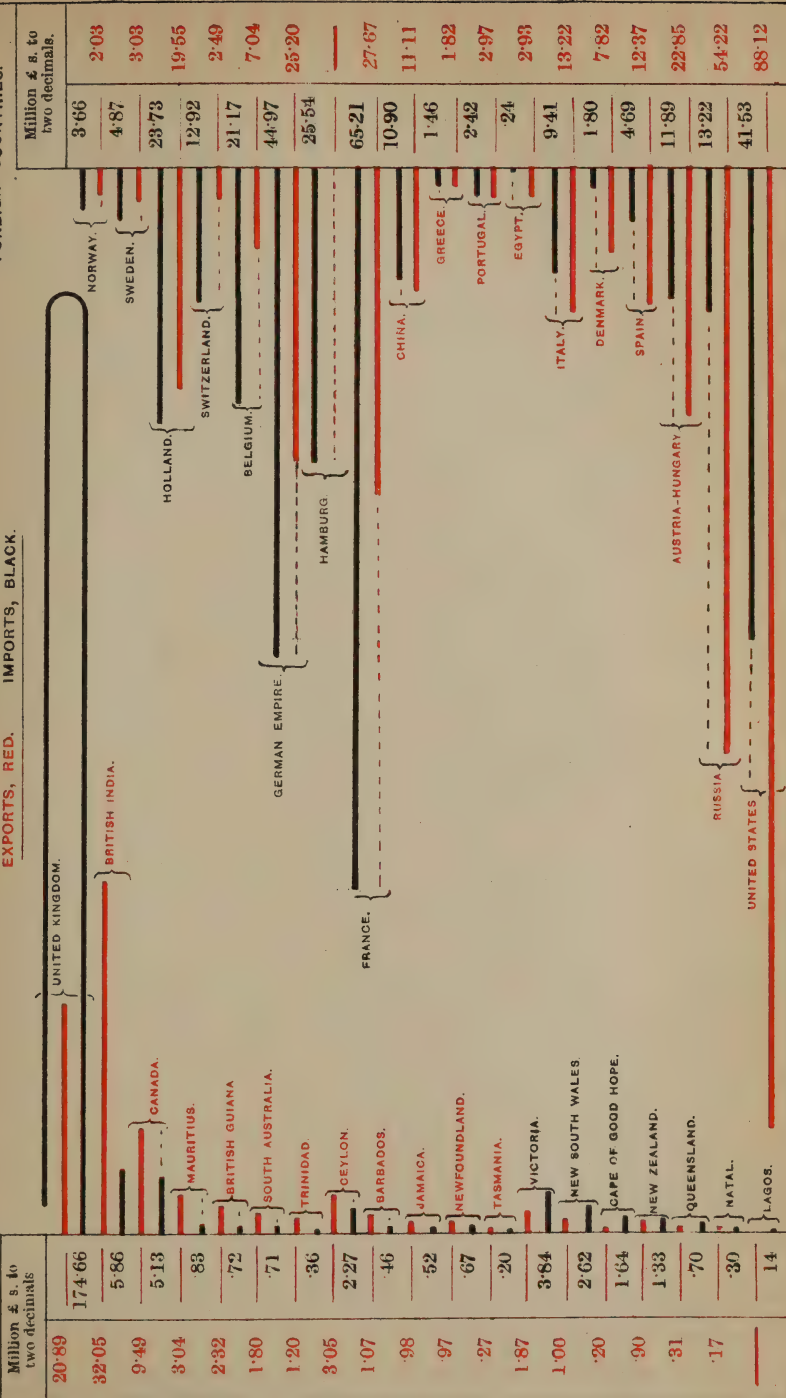 FOREIGN COUNTRIES.
EXPORTS, RED. IMPORTS, BLACK.
Million £ s. to
two decimals
Million £ s. to
two decimals.
20·89
174·66
UNITED KINGDOM.
32·05
5·86
BRITISH INDIA.
9·49
5·13
CANADA.
3·04
·83
MAURITIUS.
2·32
·72
BRITISH GUIANA
1·80
·71
SOUTH AUSTRALIA.
1·20
·36
TRINIDAD
3·05
2·27
CEYLON.
1·07
·46
BARBADOS.
·98
·52
JAMAICA.
·97
·67
NEWFOUNDLAND.
·27
·20
TASMANIA.
1·87
3·84
VICTORIA.
1·00
2·62
NEW SOUTH WALES
·20
1·64
CAPE OF GOOD HOPE.
·90
1·33
NEW ZEALAND.
·31
·70
QUEENSLAND.
·17
·30
NATAL.
14
LAGOS.
NORWAY.
3·66
2·03
SWEDEN.
4·87
3·03
HOLLAND.
23·73
19·55
SWITZERLAND.
12·92
2·49
BELGIUM.
21·17
7·04
GERMAN EMPIRE.
44·97
25·20
HAMBURG
25·54
FRANCE.
65·21
27·67
CHINA.
10·90
11·11
GREECE.
1·46
1·82
PORTUGAL.
2·42
2·97
EGYPT.
·24
2·93
ITALY.
9·41
13·22
DENMARK.
1·80
7·82
SPAIN
4·69
12·37
AUSTRIA-HUNGARY
11·89
22·85
RUSSIA
13·22
54·22
UNITED STATES
41·53
88·12